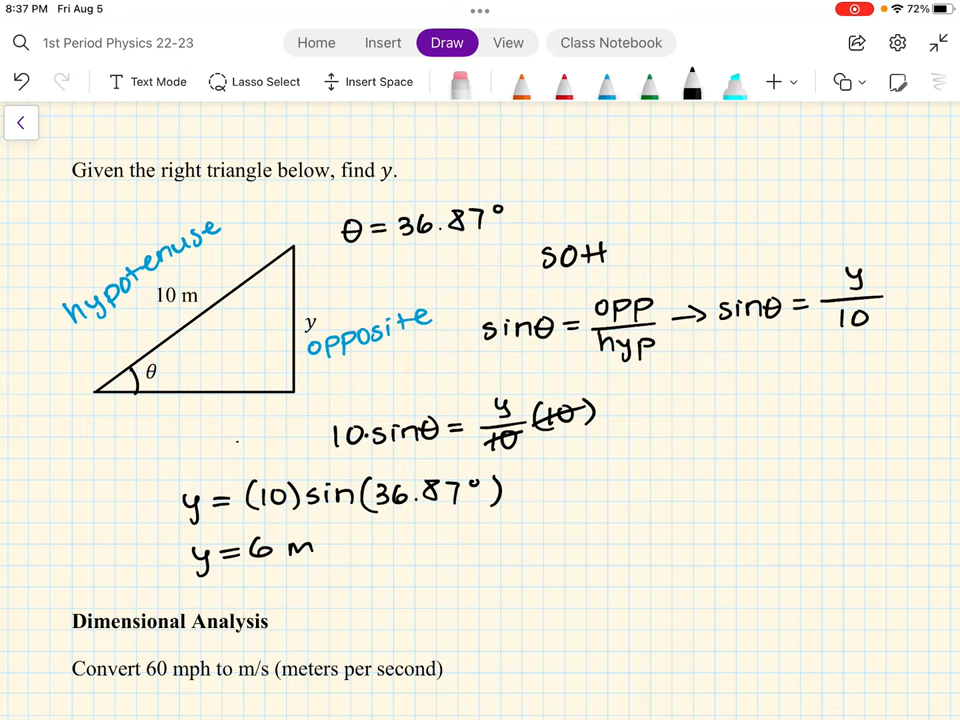 8:37 PM Fri Aug 5
72%
1st Period Physics 22-23
Home Insert Draw View Class Notebook
Text Mode Lasso Select Insert Space
Given the right triangle below, find y.
θ = 36.87°
hypotenuse
10 m
SOH
y
opposite
sinθ = opp/hyp → sinθ = y/10
θ
10·sinθ = y/10 (10)
y = (10)sin(36.87°)
y = 6 m
Dimensional Analysis
Convert 60 mph to m/s (meters per second)